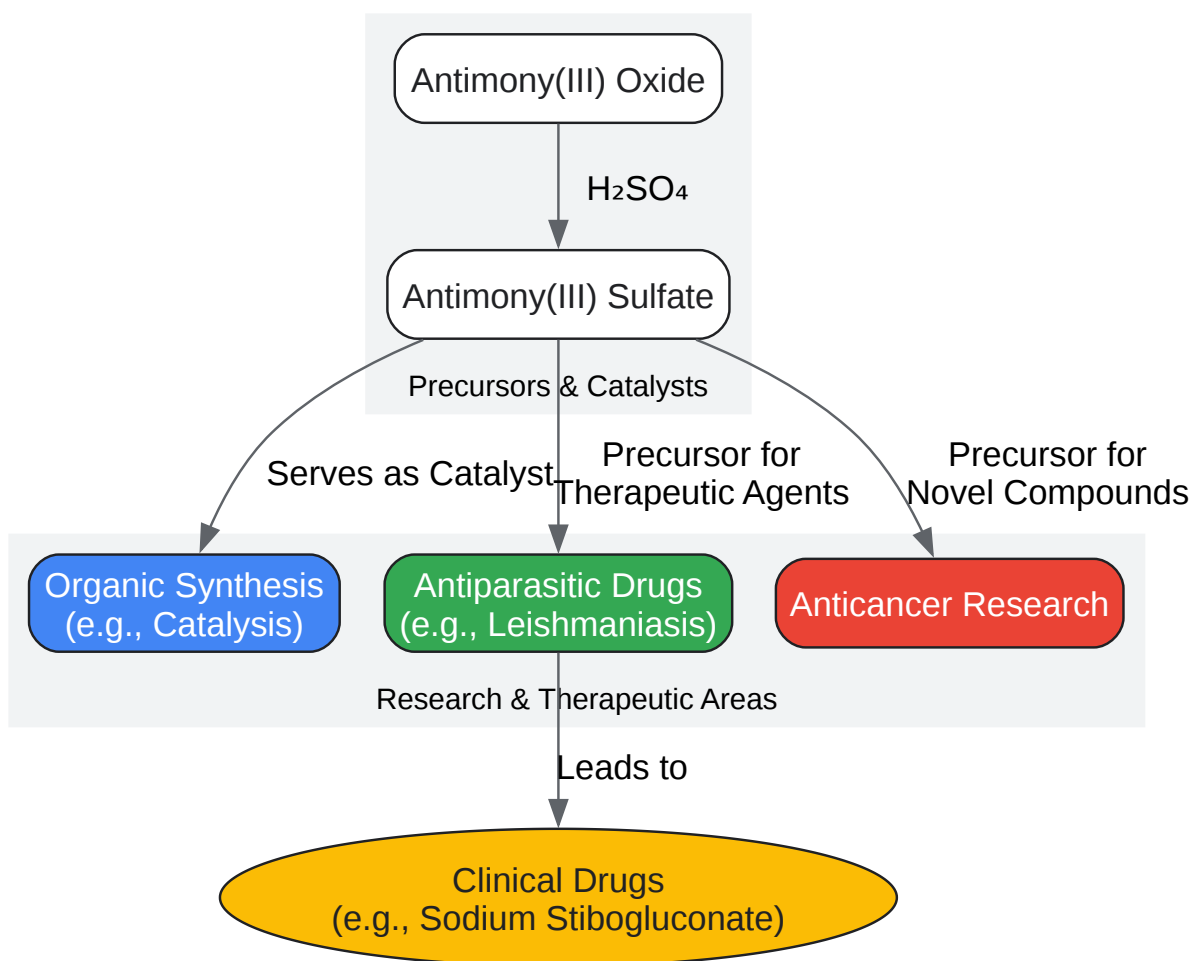 Antimony(III) Oxide
H₂SO₄
Antimony(III) Sulfate
Precursors & Catalysts
Serves as Catalyst
Precursor for
Therapeutic Agents
Precursor for
Novel Compounds
Organic Synthesis
(e.g., Catalysis)
Antiparasitic Drugs
(e.g., Leishmaniasis)
Anticancer Research
Research & Therapeutic Areas
Leads to
Clinical Drugs
(e.g., Sodium Stibogluconate)